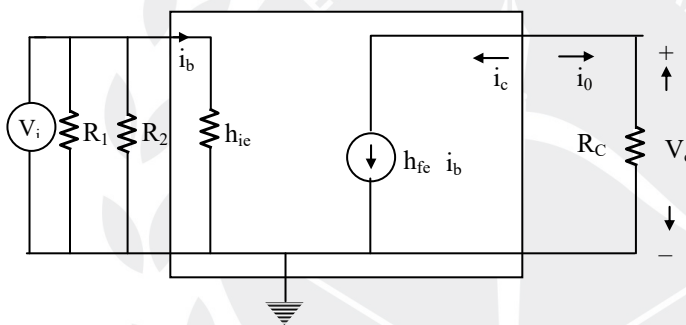 V_i
R_1
R_2
i_b
h_ie
h_fe i_b
i_c
i_0
R_C
+
−